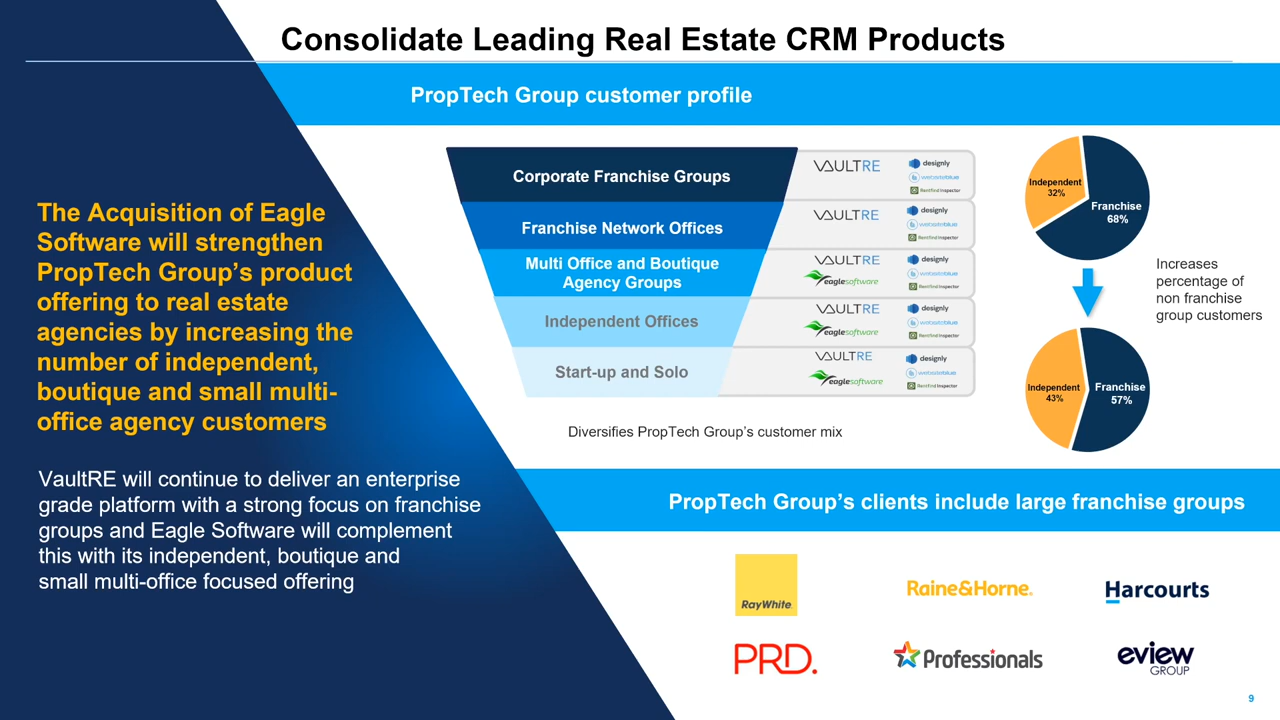 Consolidate Leading Real Estate CRM Products
PropTech Group customer profile
The Acquisition of Eagle
Software will strengthen
PropTech Group's product
offering to real estate
agencies by increasing the
number of independent,
boutique and small multi-
office agency customers
VaultRE will continue to deliver an enterprise
grade platform with a strong focus on franchise
groups and Eagle Software will complement
this with its independent, boutique and
small multi-office focused offering
Corporate Franchise Groups
VAULTRE
designly
websiteblue
Rentfind Inspector
Franchise Network Offices
VAULTRE
designly
websiteblue
Rentfind Inspector
Multi Office and Boutique
Agency Groups
VAULTRE
eaglesoftware
designly
websiteblue
Rentfind Inspector
Independent Offices
VAULTRE
eaglesoftware
designly
websiteblue
Rentfind Inspector
Start-up and Solo
VAULTRE
eaglesoftware
designly
websiteblue
Rentfind Inspector
Diversifies PropTech Group's customer mix
Independent
32%
Franchise
68%
Increases
percentage of
non franchise
group customers
Independent
43%
Franchise
57%
PropTech Group's clients include large franchise groups
RayWhite.
Raine&Horne.
Harcourts
PRD.
Professionals
eview
GROUP
9